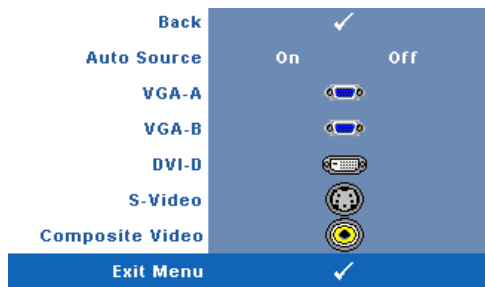 Back
Auto Source On Off
VGA-A
VGA-B
DVI-D
S-Video
Composite Video
Exit Menu